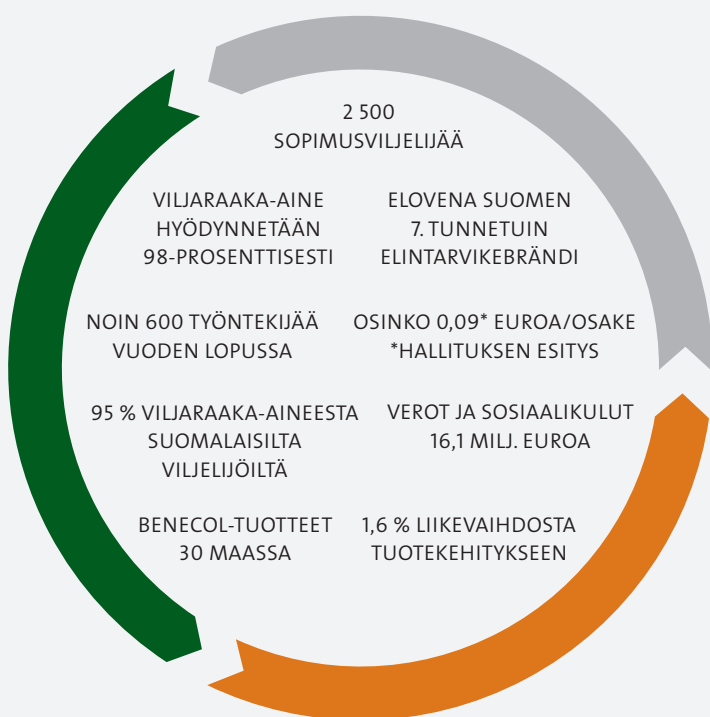 2 500
SOPIMUSVILJELIJÄÄ
VILJARAAKA-AINE
HYÖDYNNETÄÄN
98-PROSENTTISESTI
ELOVENA SUOMEN
7. TUNNETUIN
ELINTARVIKEBRÄNDI
NOIN 600 TYÖNTEKIJÄÄ
VUODEN LOPUSSA
OSINKO 0,09* EUROA/OSAKE
*HALLITUKSEN ESITYS
95 % VILJARAAKA-AINEESTA
SUOMALAISILTA
VILJELIJÖILTÄ
VEROT JA SOSIAALIKULUT
16,1 MILJ. EUROA
BENECOL-TUOTTEET
30 MAASSA
1,6 % LIIKEVAIHDOSTA
TUOTEKEHITYKSEEN